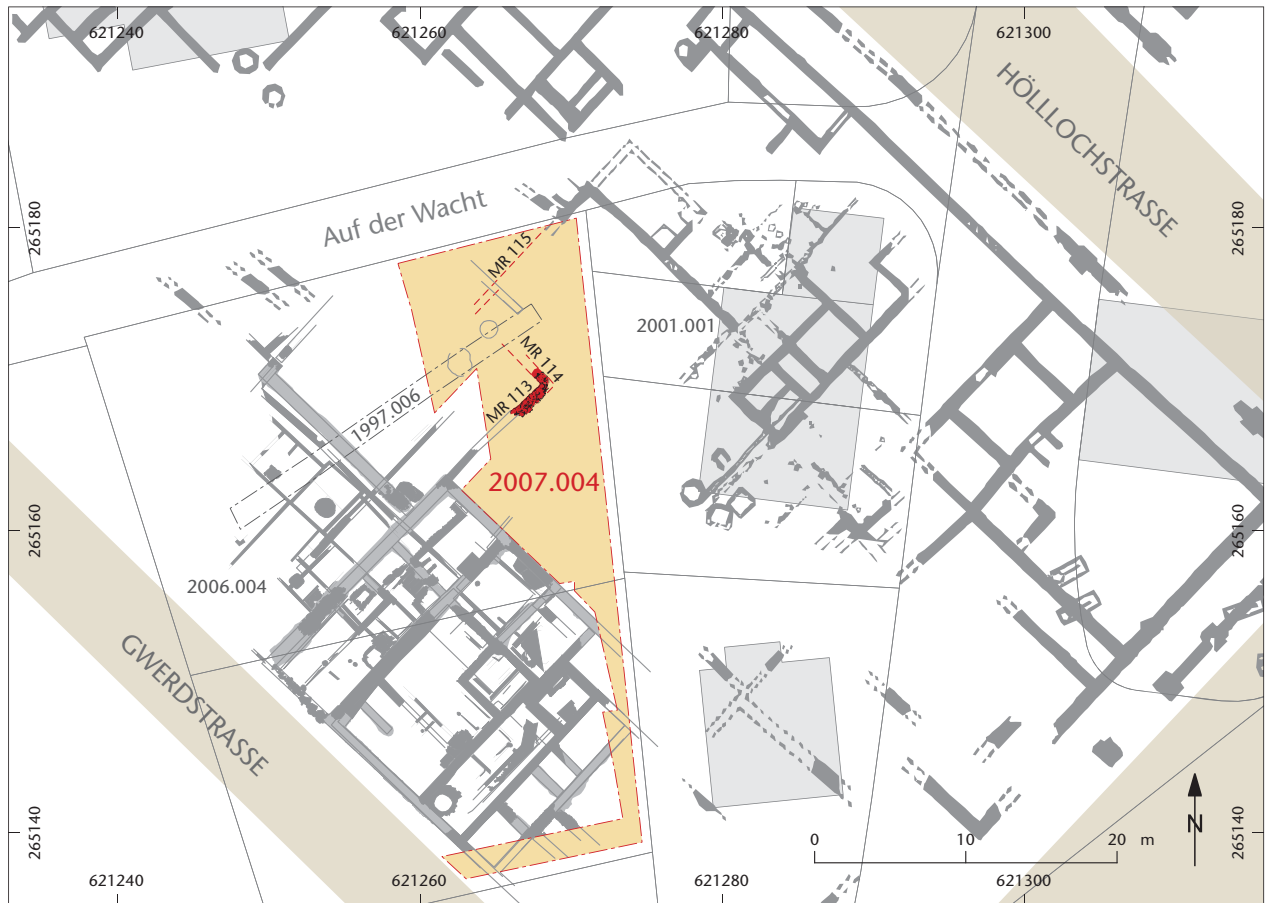 621240
621260
621280
621300
HÖLLLOCHSTRASSE
265180
Auf der Wacht
265180
MR 115
2001.001
MR 114
MR 113
1997.006
2007.004
265160
265160
2006.004
GWERDSTRASSE
265140
265140
N
0 10 20 m
621240
621260
621280
621300